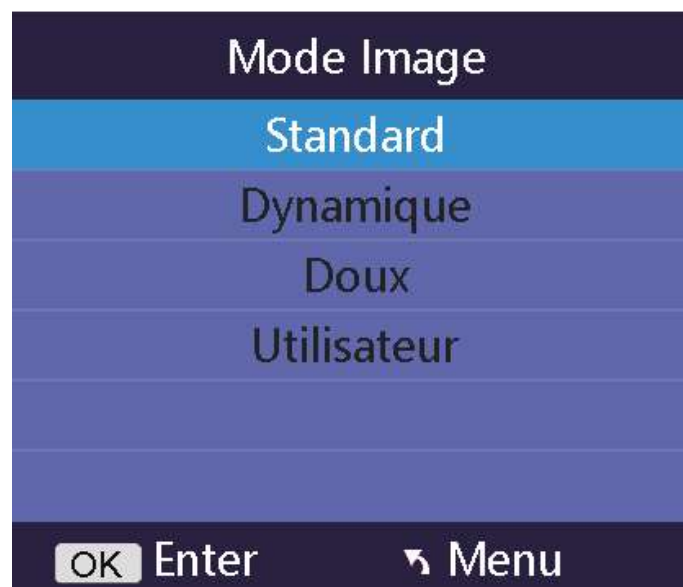 Mode Image
Standard
Dynamique
Doux
Utilisateur
OK Enter Menu